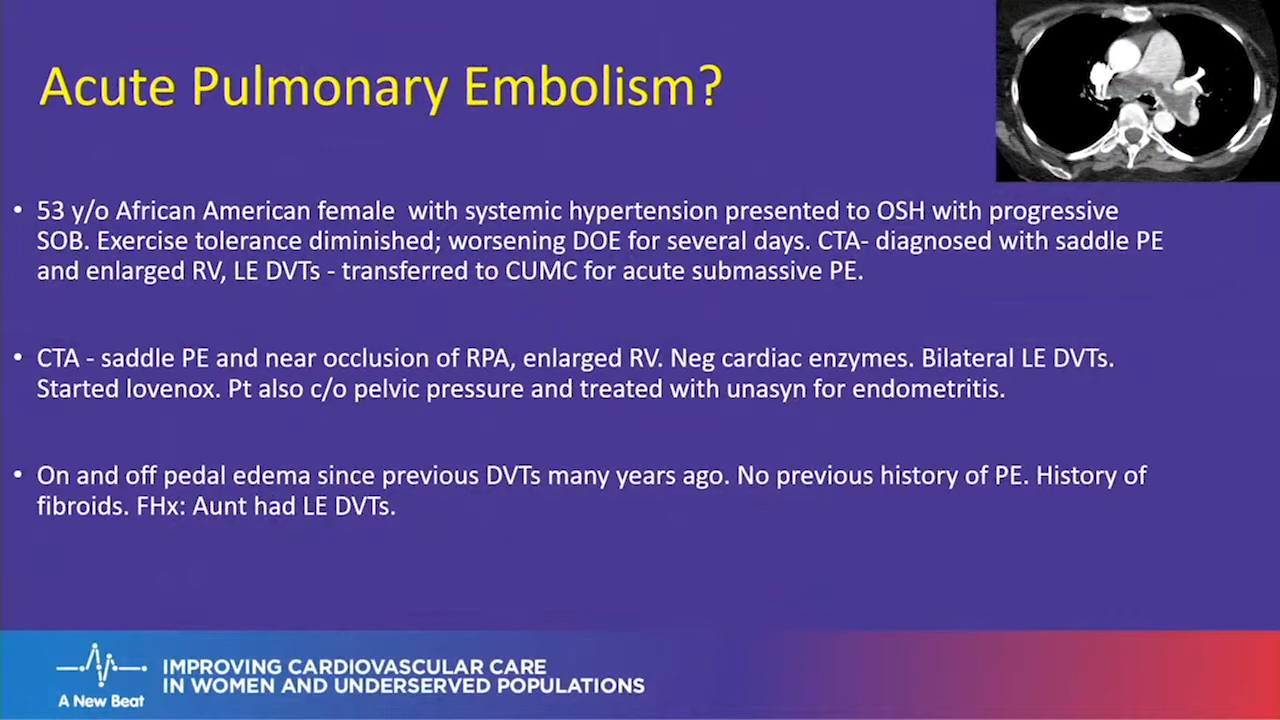 Acute Pulmonary Embolism?
• 53 y/o African American female with systemic hypertension presented to OSH with progressive
SOB. Exercise tolerance diminished; worsening DOE for several days. CTA- diagnosed with saddle PE
and enlarged RV, LE DVTs - transferred to CUMC for acute submassive PE.
• CTA - saddle PE and near occlusion of RPA, enlarged RV. Neg cardiac enzymes. Bilateral LE DVTs.
Started lovenox. Pt also c/o pelvic pressure and treated with unasyn for endometritis.
• On and off pedal edema since previous DVTs many years ago. No previous history of PE. History of
fibroids. FHx: Aunt had LE DVTs.
A New Beat
IMPROVING CARDIOVASCULAR CARE
IN WOMEN AND UNDERSERVED POPULATIONS